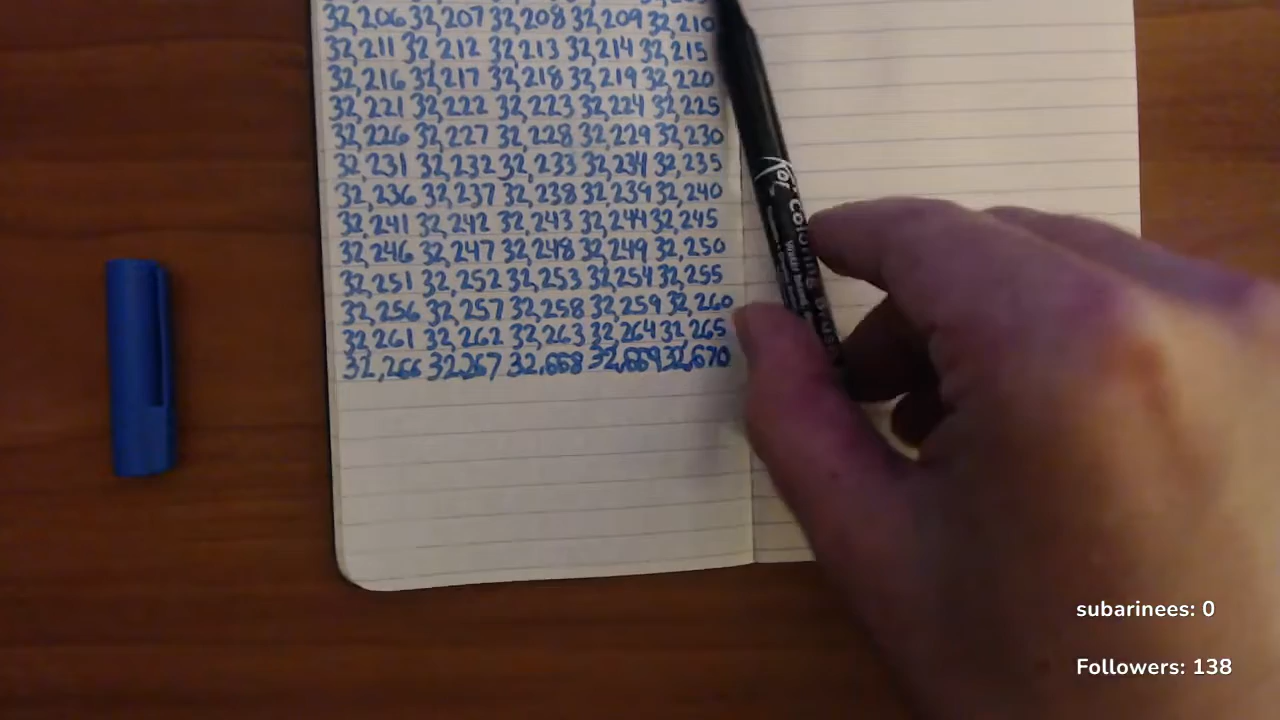 32,206 32,207 32,208 32,209 32,210
32,211 32,212 32,213 32,214 32,215
32,216 32,217 32,218 32,219 32,220
32,221 32,222 32,223 32,224 32,225
32,226 32,227 32,228 32,229 32,230
32,231 32,232 32,233 32,234 32,235
32,236 32,237 32,238 32,239 32,240
32,241 32,242 32,243 32,244 32,245
32,246 32,247 32,248 32,249 32,250
32,251 32,252 32,253 32,254 32,255
32,256 32,257 32,258 32,259 32,260
32,261 32,262 32,263 32,264 32,265
32,266 32,267 32,668 32,669 32,670
Koi
subarinees: 0
Followers: 138